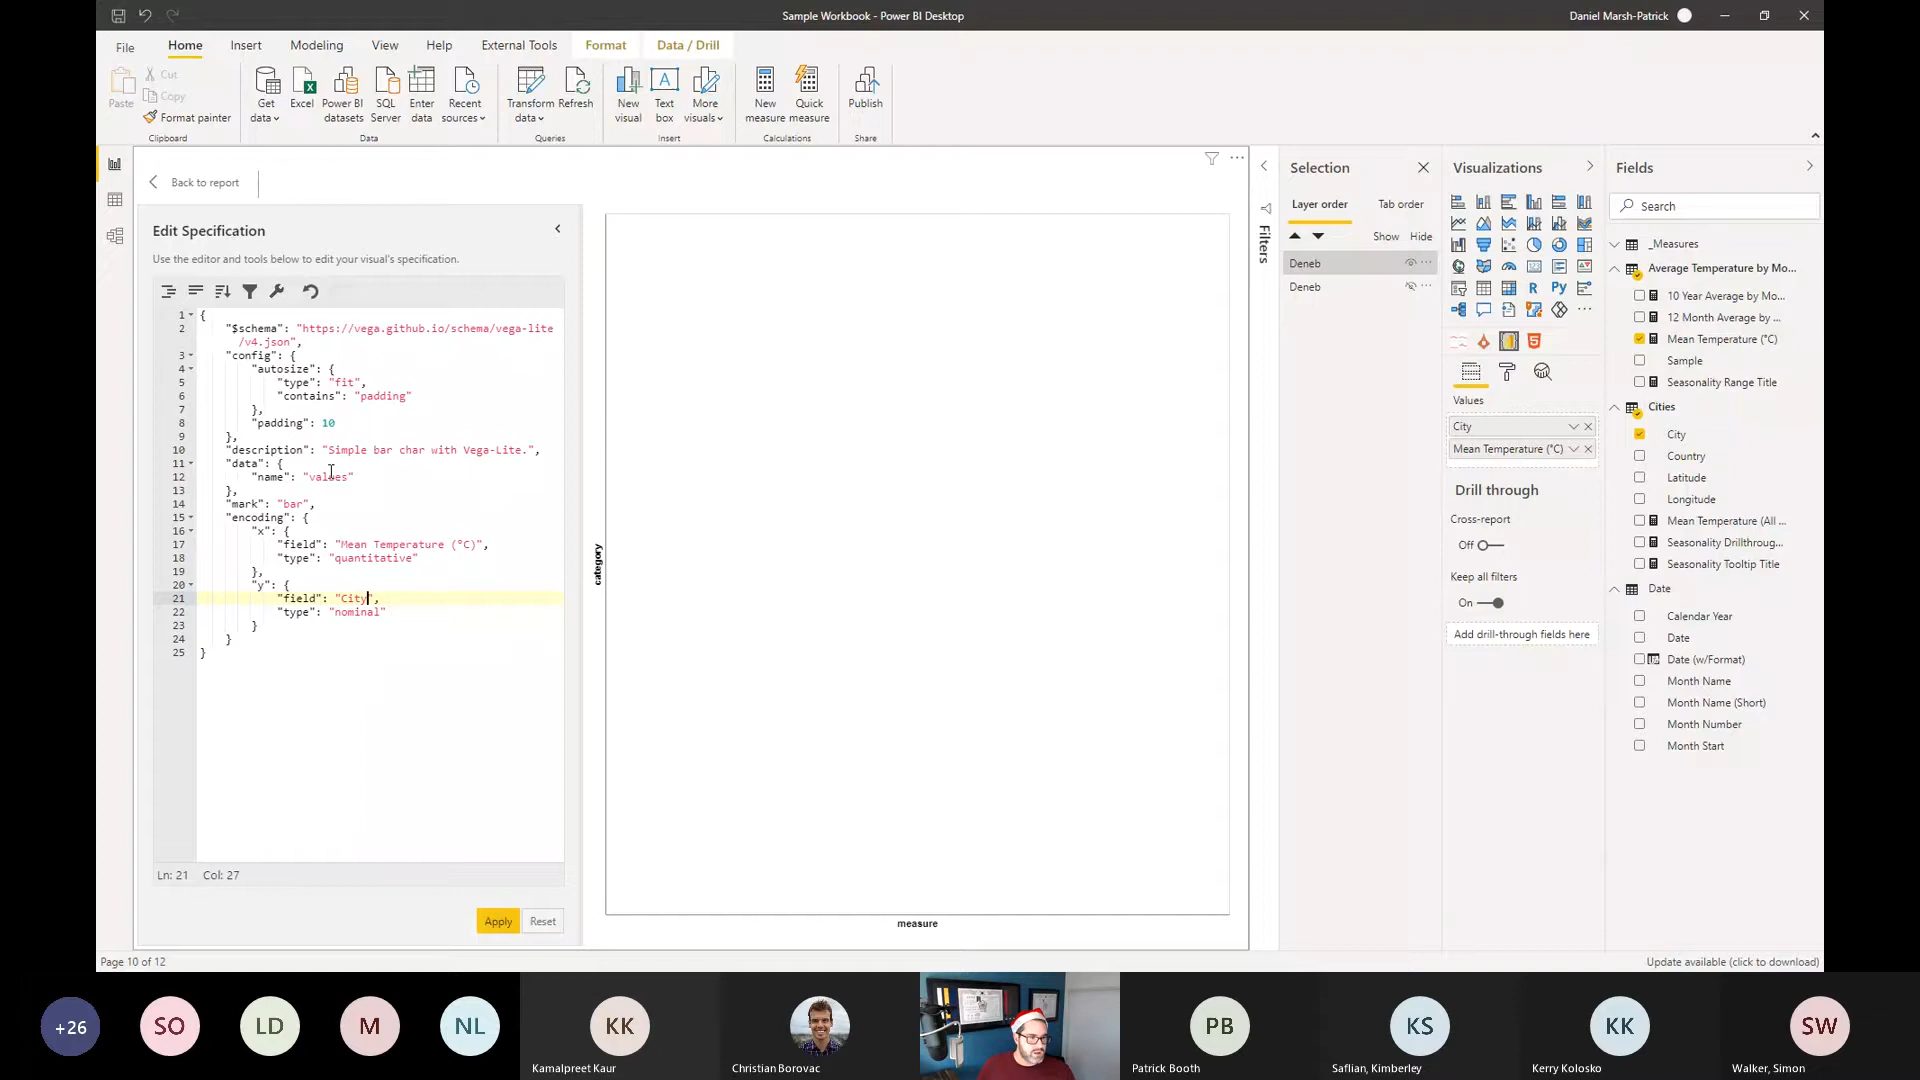 Sample Workbook - Power BI Desktop
Daniel Marsh-Patrick
File
Home
Insert
Modeling
View
Help
External Tools
Format
Data / Drill
Paste
Cut
Copy
Format painter
Clipboard
Get data
Excel
Power BI datasets
SQL Server
Enter data
Recent sources
Data
Transform data
Refresh
Queries
New visual
Text box
More visuals
Insert
New measure
Quick measure
Calculations
Publish
Share
Back to report
Edit Specification
Use the editor and tools below to edit your visual's specification.
1 {
2 "$schema": "https://vega.github.io/schema/vega-lite
/v4.json",
3 "config": {
4 "autosize": {
5 "type": "fit",
6 "contains": "padding"
7 },
8 "padding": 10
9 },
10 "description": "Simple bar char with Vega-Lite.",
11 "data": {
12 "name": "values"
13 },
14 "mark": "bar",
15 "encoding": {
16 "x": {
17 "field": "Mean Temperature (°C)",
18 "type": "quantitative"
19 },
20 "y": {
21 "field": "City",
22 "type": "nominal"
23 }
24 }
25 }
Ln: 21 Col: 27
Apply
Reset
category
measure
Filters
Selection
Layer order
Tab order
Show
Hide
Deneb
Deneb
Visualizations
R
Py
Values
City
Mean Temperature (°C)
Drill through
Cross-report
Off
Keep all filters
On
Add drill-through fields here
Fields
Search
_Measures
Average Temperature by Mo...
10 Year Average by Mo...
12 Month Average by ...
Mean Temperature (°C)
Sample
Seasonality Range Title
Cities
City
Country
Latitude
Longitude
Mean Temperature (All ...
Seasonality Drillthroug...
Seasonality Tooltip Title
Date
Calendar Year
Date
Date (w/Format)
Month Name
Month Name (Short)
Month Number
Month Start
Page 10 of 12
Update available (click to download)
+26
SO
LD
M
NL
KK
PB
KS
KK
SW
Kamalpreet Kaur
Christian Borovac
Patrick Booth
Saflian, Kimberley
Kerry Kolosko
Walker, Simon